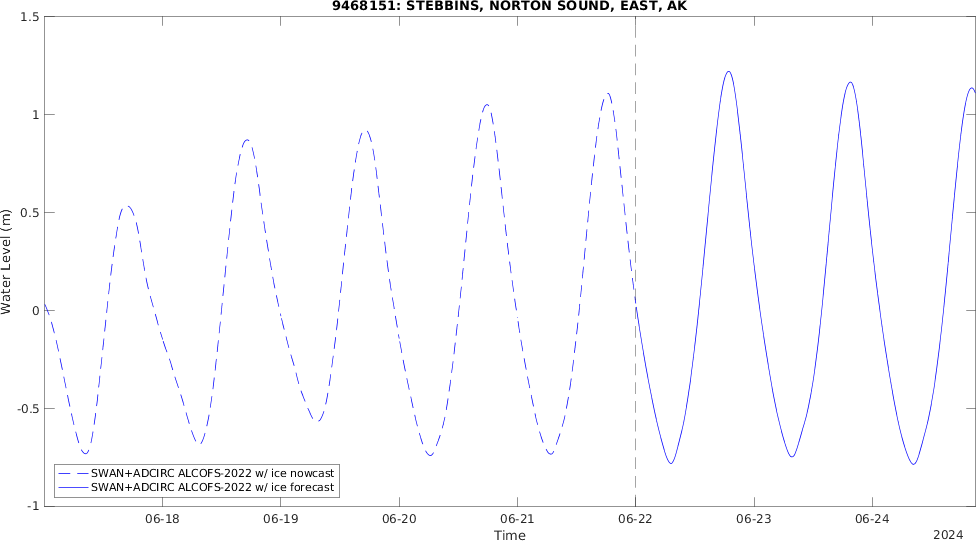 9468151: STEBBINS, NORTON SOUND, EAST, AK
1.5
1
0.5
0
-0.5
-1
Water Level (m)
SWAN+ADCIRC ALCOFS-2022 w/ ice nowcast
SWAN+ADCIRC ALCOFS-2022 w/ ice forecast
06-18 06-19 06-20 06-21 06-22 06-23 06-24
Time
2024